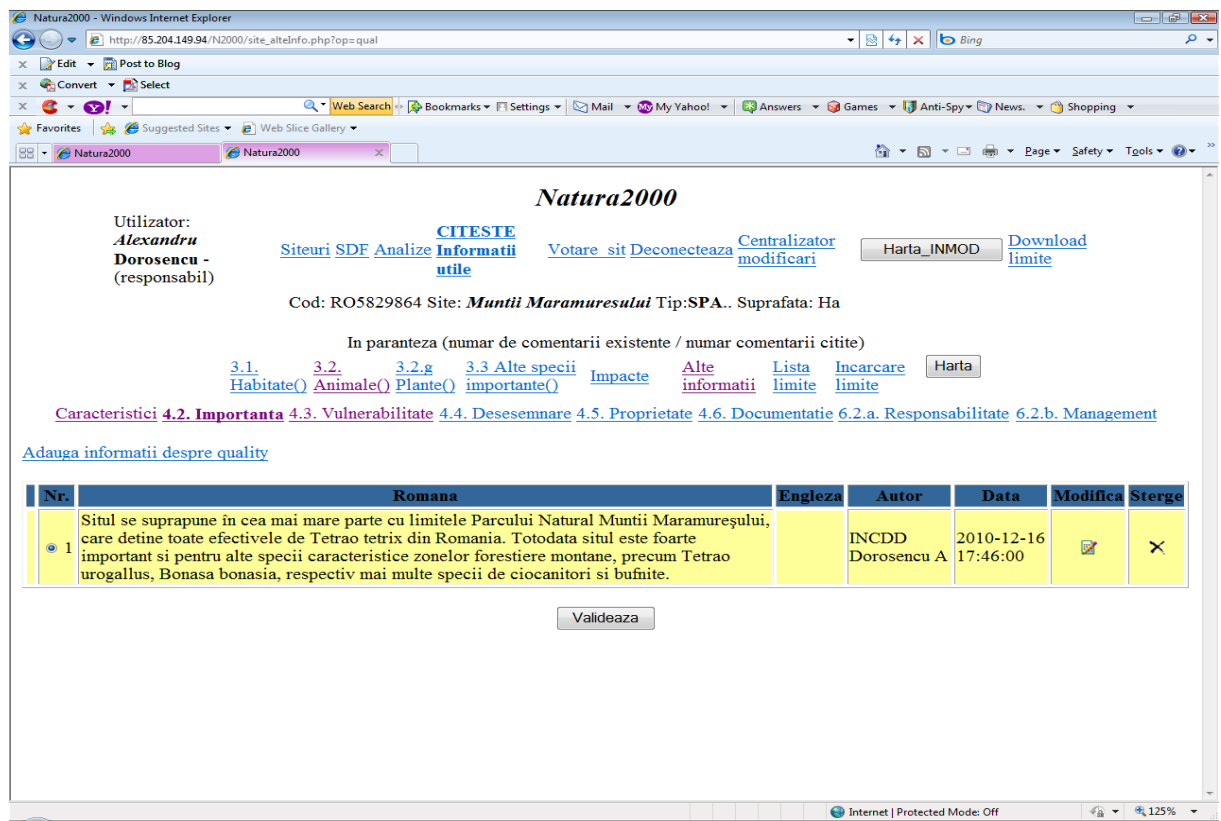 Natura2000 - Windows Internet Explorer
http://85.204.149.94/N2000/site_alteInfo.php?op=qual
Bing
x Edit Post to Blog
x Convert Select
x Y! Web Search Bookmarks Settings Mail My Yahoo! Answers Games Anti-Spy News. Shopping
Favorites Suggested Sites Web Slice Gallery
Natura2000 Natura2000 x Page Safety Tools »
Natura2000
Utilizator:
Alexandru
Dorosencu -
(responsabil)
Siteuri SDF Analize
CITESTE
Informatii
utile
Votare sit Deconecteaza
Centralizator
modificari
Harta_INMOD
Download
limite
Cod: RO5829864 Site: Muntii Maramuresului Tip:SPA.. Suprafata: Ha
In paranteza (numar de comentarii existente / numar comentarii citite)
3.1.
Habitate()
3.2.
Animale()
3.2.g
Plante()
3.3 Alte specii
importante()
Impacte
Alte
informatii
Lista
limite
Incarcare
limite
Harta
Caracteristici 4.2. Importanta 4.3. Vulnerabilitate 4.4. Desesemnare 4.5. Proprietate 4.6. Documentatie 6.2.a. Responsabilitate 6.2.b. Management
Adauga informatii despre quality
Nr. Romana Engleza Autor Data Modifica Sterge
1
Situl se suprapune în cea mai mare parte cu limitele Parcului Natural Muntii Maramureşului,
care detine toate efectivele de Tetrao tetrix din Romania. Totodata situl este foarte
important si pentru alte specii caracteristice zonelor forestiere montane, precum Tetrao
urogallus, Bonasa bonasia, respectiv mai multe specii de ciocanitori si bufnite.
INCDD
Dorosencu A
2010-12-16
17:46:00
Valideaza
Internet | Protected Mode: Off 125%